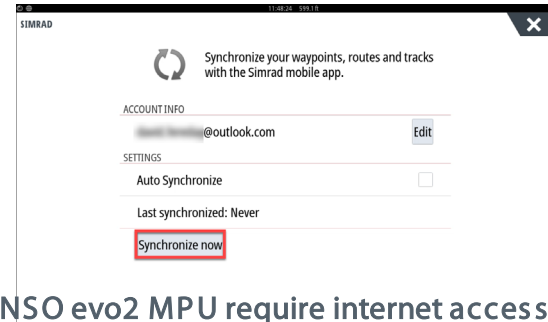 11:48:24 599.1 ft
SIMRAD
X
Synchronize your waypoints, routes and tracks
with the Simrad mobile app.
ACCOUNT INFO
@outlook.com
Edit
SETTINGS
Auto Synchronize
Last synchronized: Never
Synchronize now
NSO evo2 MPU require internet access